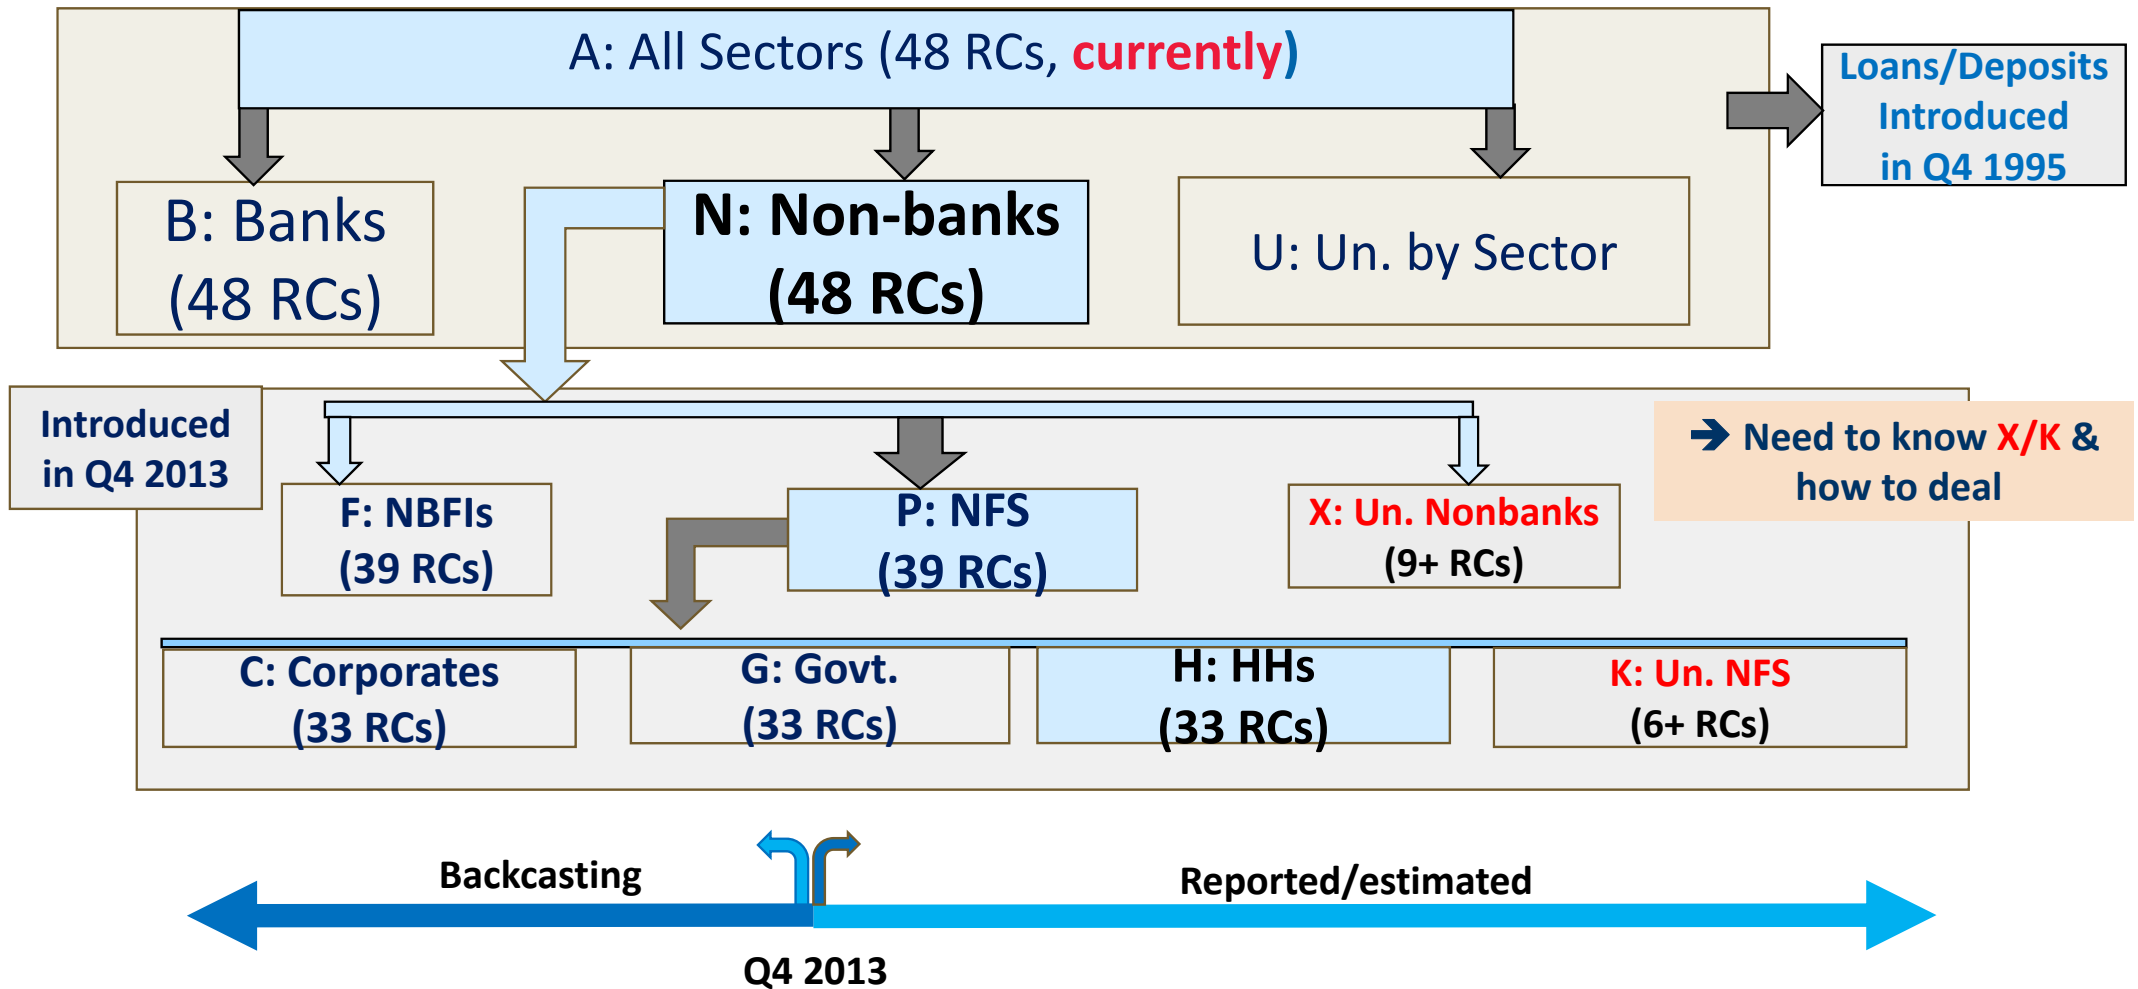 A: All Sectors (48 RCs, currently)
Loans/Deposits
Introduced
in Q4 1995
B: Banks
(48 RCs)
N: Non-banks
(48 RCs)
U: Un. by Sector
Introduced
in Q4 2013
➔ Need to know X/K &
how to deal
F: NBFIs
(39 RCs)
P: NFS
(39 RCs)
X: Un. Nonbanks
(9+ RCs)
C: Corporates
(33 RCs)
G: Govt.
(33 RCs)
H: HHs
(33 RCs)
K: Un. NFS
(6+ RCs)
Backcasting
Reported/estimated
Q4 2013